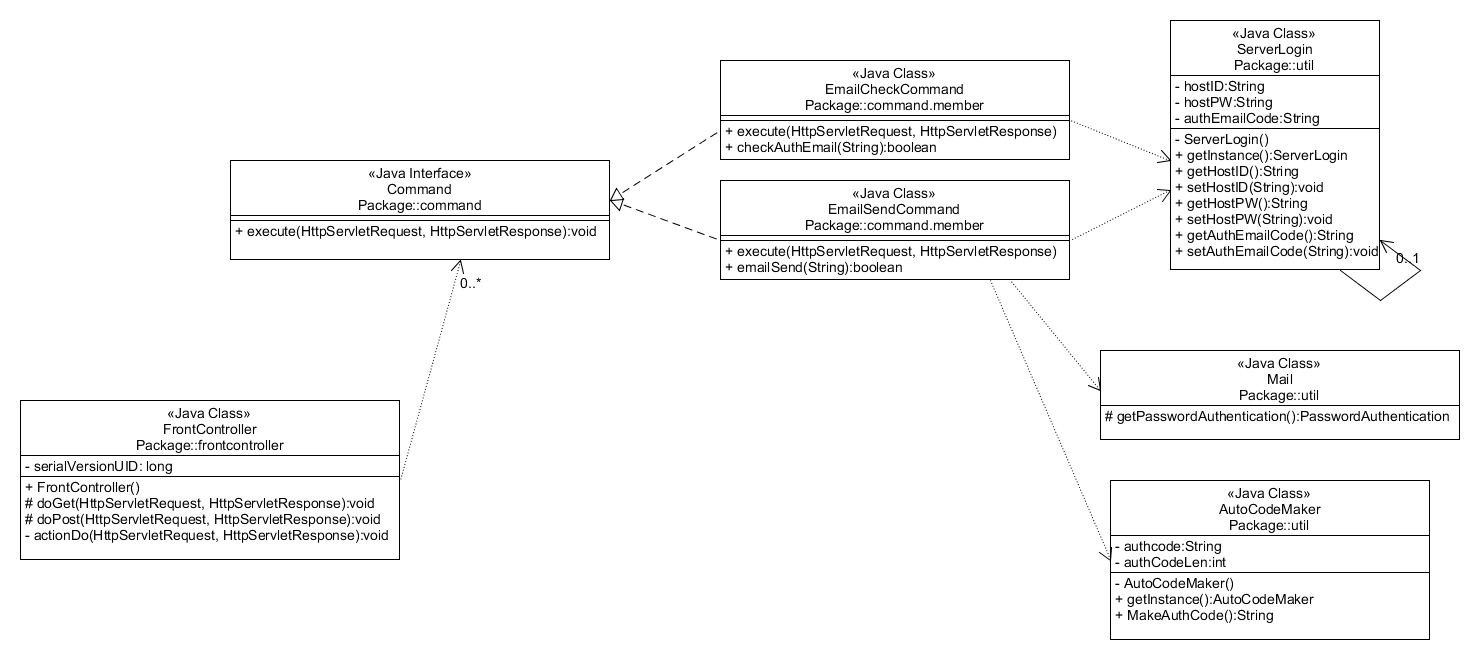 «Java Class»
ServerLogin
Package::util
- hostID:String
- hostPW:String
- authEmailCode:String
- ServerLogin()
+ getInstance():ServerLogin
+ getHostID():String
+ setHostID(String):void
+ getHostPW():String
+ setHostPW(String):void
+ getAuthEmailCode():String
+ setAuthEmailCode(String):void
0..1
«Java Class»
EmailCheckCommand
Package::command.member
+ execute(HttpServletRequest, HttpServletResponse)
+ checkAuthEmail(String):boolean
«Java Interface»
Command
Package::command
+ execute(HttpServletRequest, HttpServletResponse):void
0..*
«Java Class»
EmailSendCommand
Package::command.member
+ execute(HttpServletRequest, HttpServletResponse)
+ emailSend(String):boolean
«Java Class»
Mail
Package::util
# getPasswordAuthentication():PasswordAuthentication
«Java Class»
FrontController
Package::frontcontroller
- serialVersionUID: long
+ FrontController()
# doGet(HttpServletRequest, HttpServletResponse):void
# doPost(HttpServletRequest, HttpServletResponse):void
- actionDo(HttpServletRequest, HttpServletResponse):void
«Java Class»
AutoCodeMaker
Package::util
- authcode:String
- authCodeLen:int
- AutoCodeMaker()
+ getInstance():AutoCodeMaker
+ MakeAuthCode():String